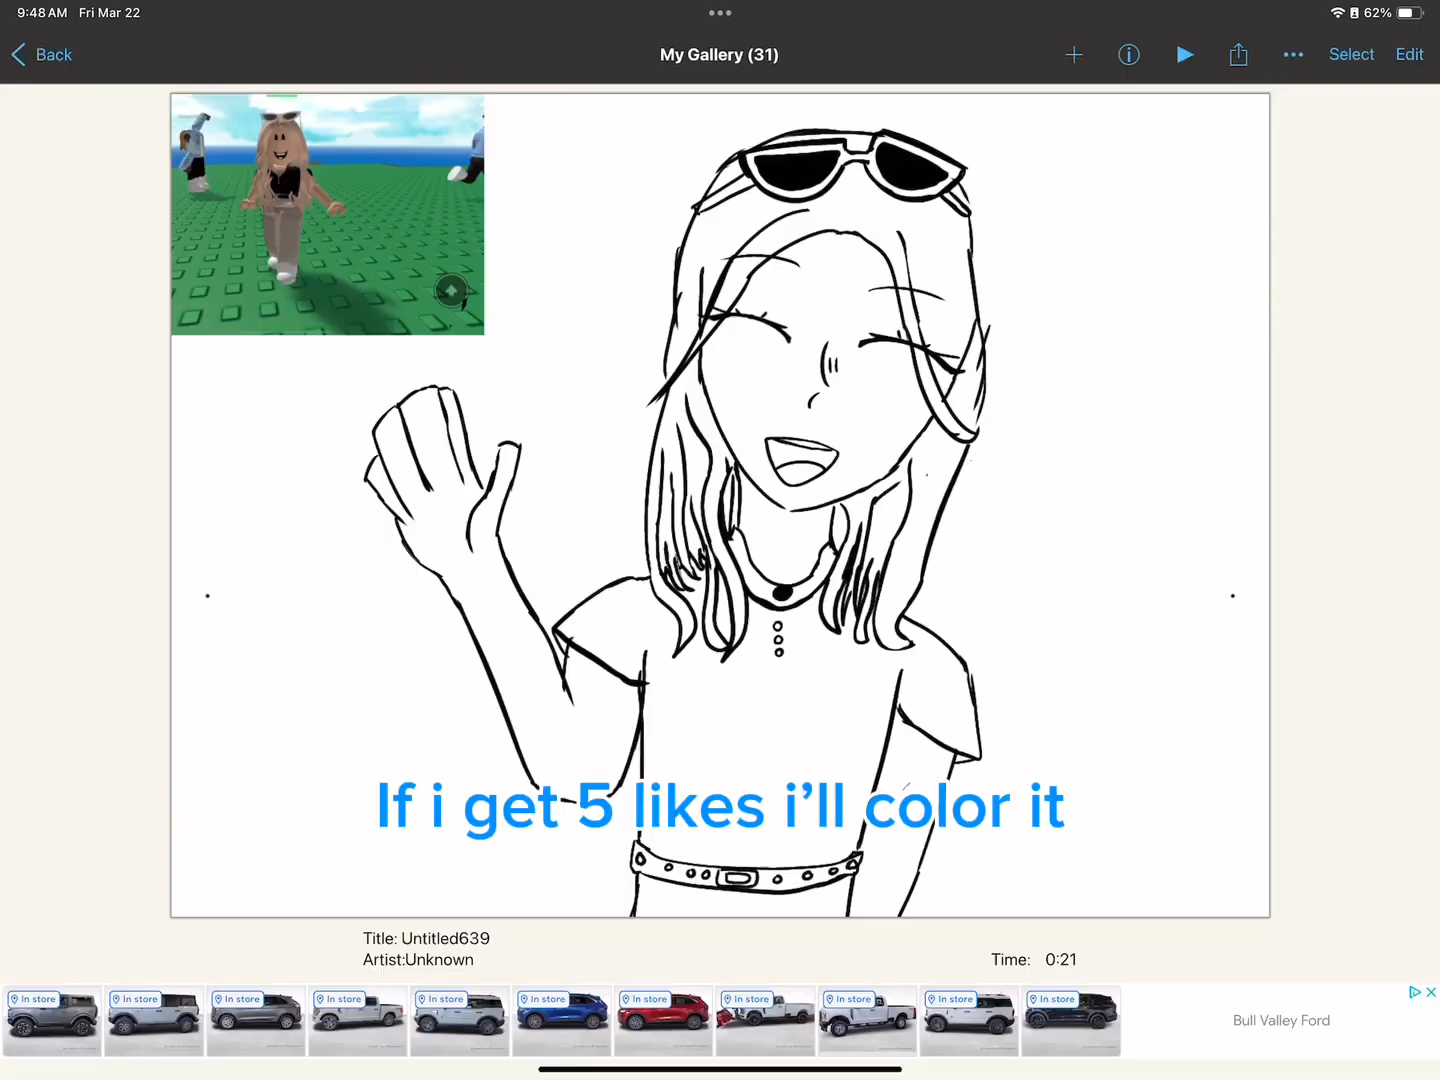 9:48 AM Fri Mar 22
62%
Back
My Gallery (31)
Select
Edit
If i get 5 likes i'll color it
Title: Untitled639
Artist:Unknown
Time: 0:21
In store
In store
In store
In store
In store
In store
In store
In store
In store
In store
In store
Bull Valley Ford